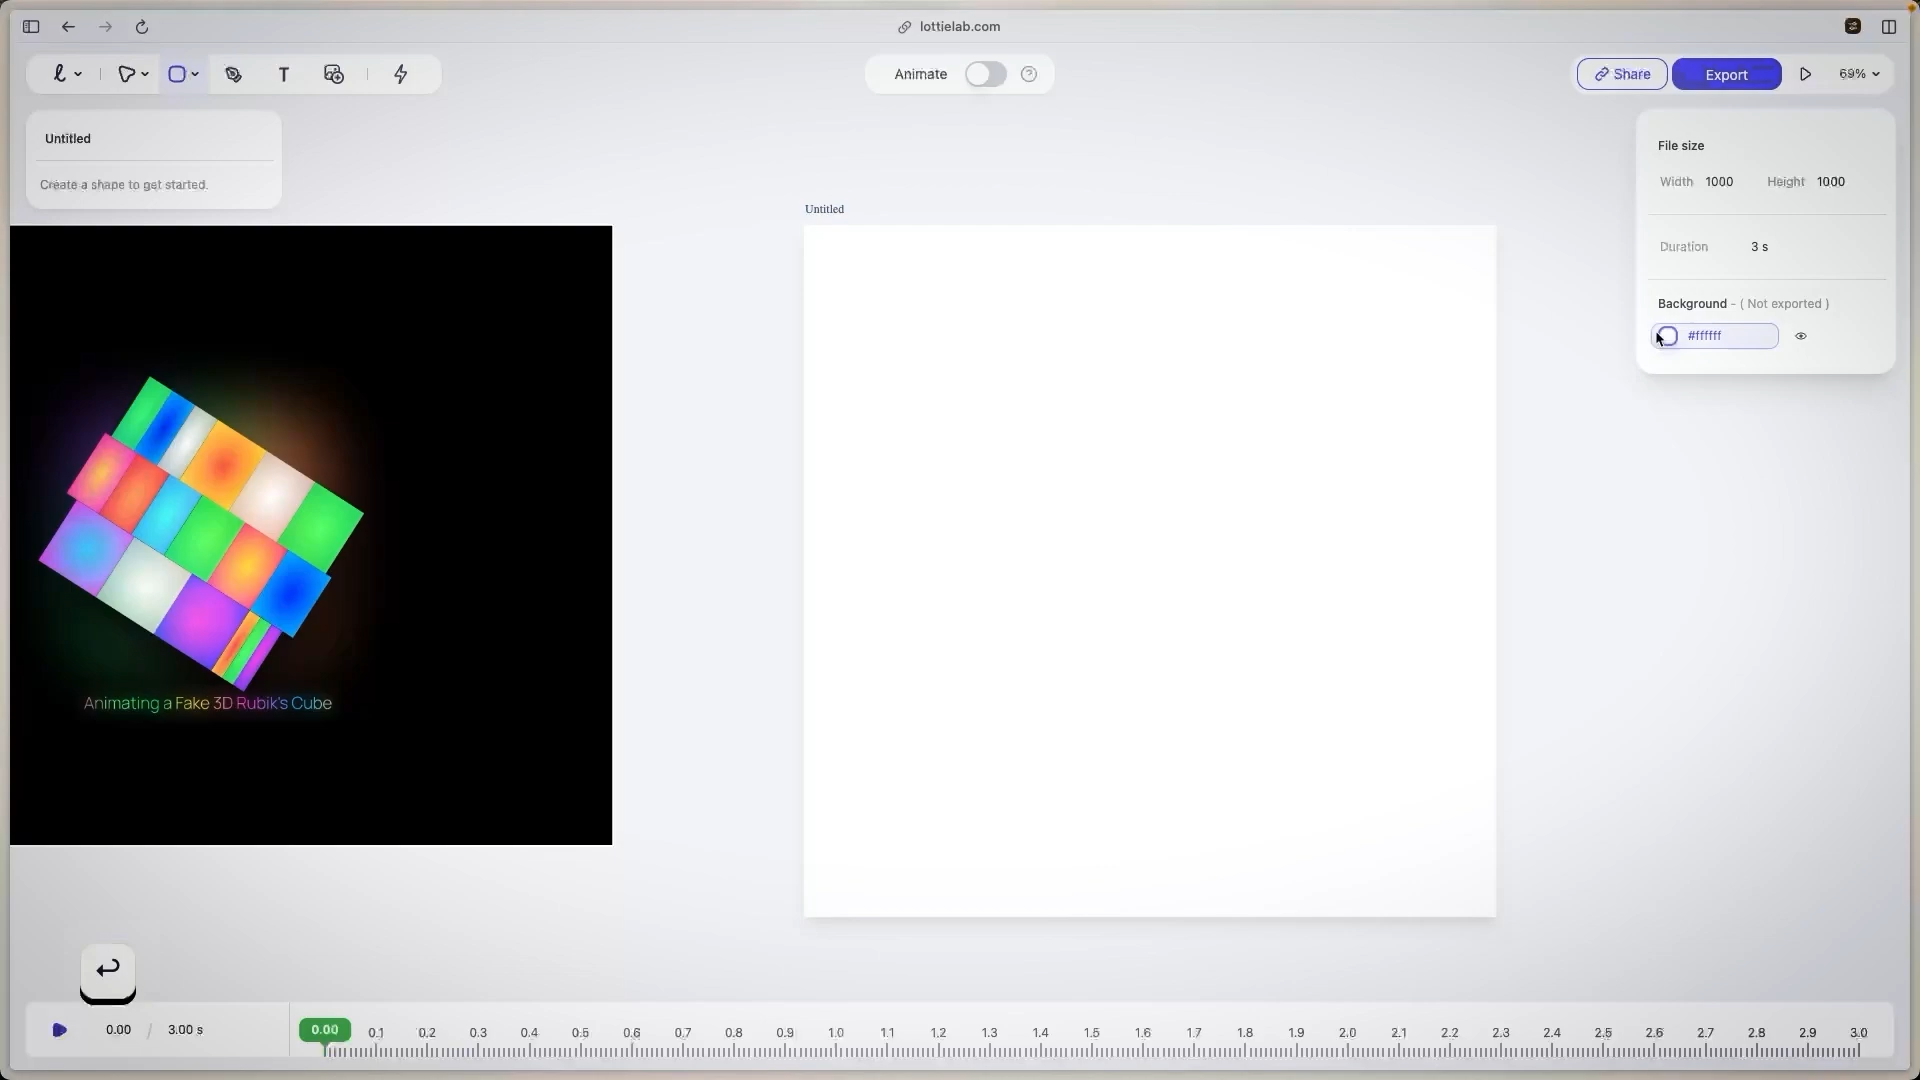 lottielab.com
T
Animate
Share
Export
69%
Untitled
Create a shape to get started.
File size
Width 1000 Height 1000
Duration 3 s
Background - ( Not exported )
#ffffff
Untitled
Animating a Fake 3D Rubik's Cube
0.00 / 3.00 s
0.00 0.1 0.2 0.3 0.4 0.5 0.6 0.7 0.8 0.9 1.0 1.1 1.2 1.3 1.4 1.5 1.6 1.7 1.8 1.9 2.0 2.1 2.2 2.3 2.4 2.5 2.6 2.7 2.8 2.9 3.0